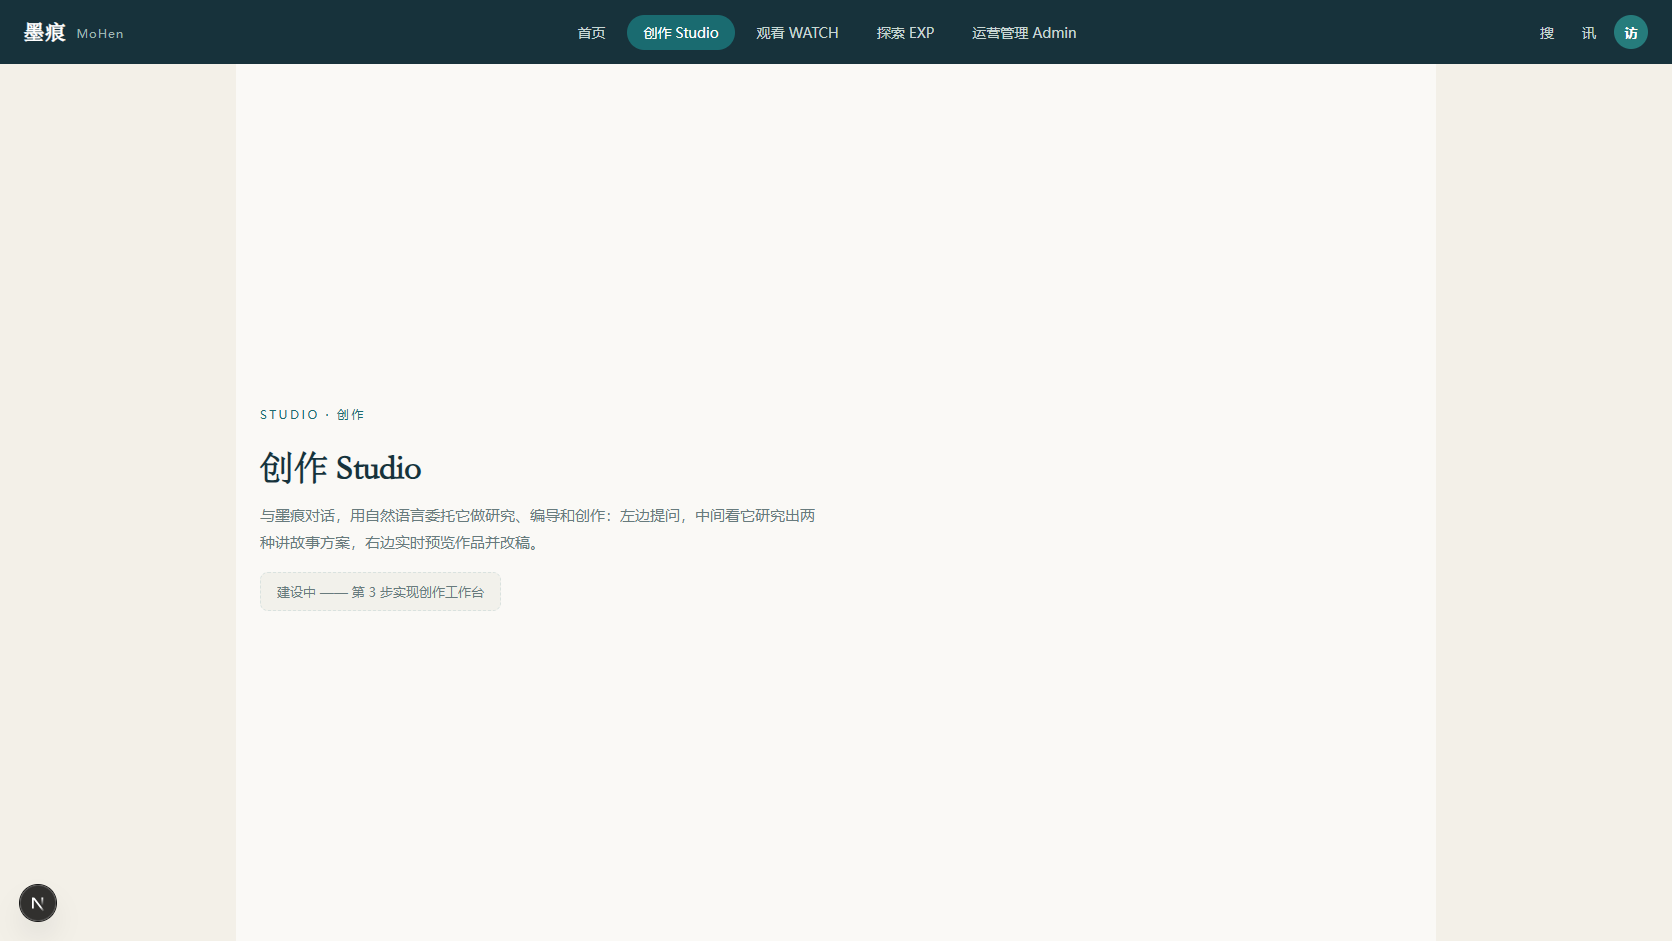 墨痕 MoHen 首页 创作 Studio 观看 WATCH 探索 EXP 运营管理 Admin 搜 讯 访
STUDIO · 创作
创作 Studio
与墨痕对话，用自然语言委托它做研究、编导和创作：左边提问，中间看它研究出两
种讲故事方案，右边实时预览作品并改稿。
建设中 —— 第 3 步实现创作工作台
N